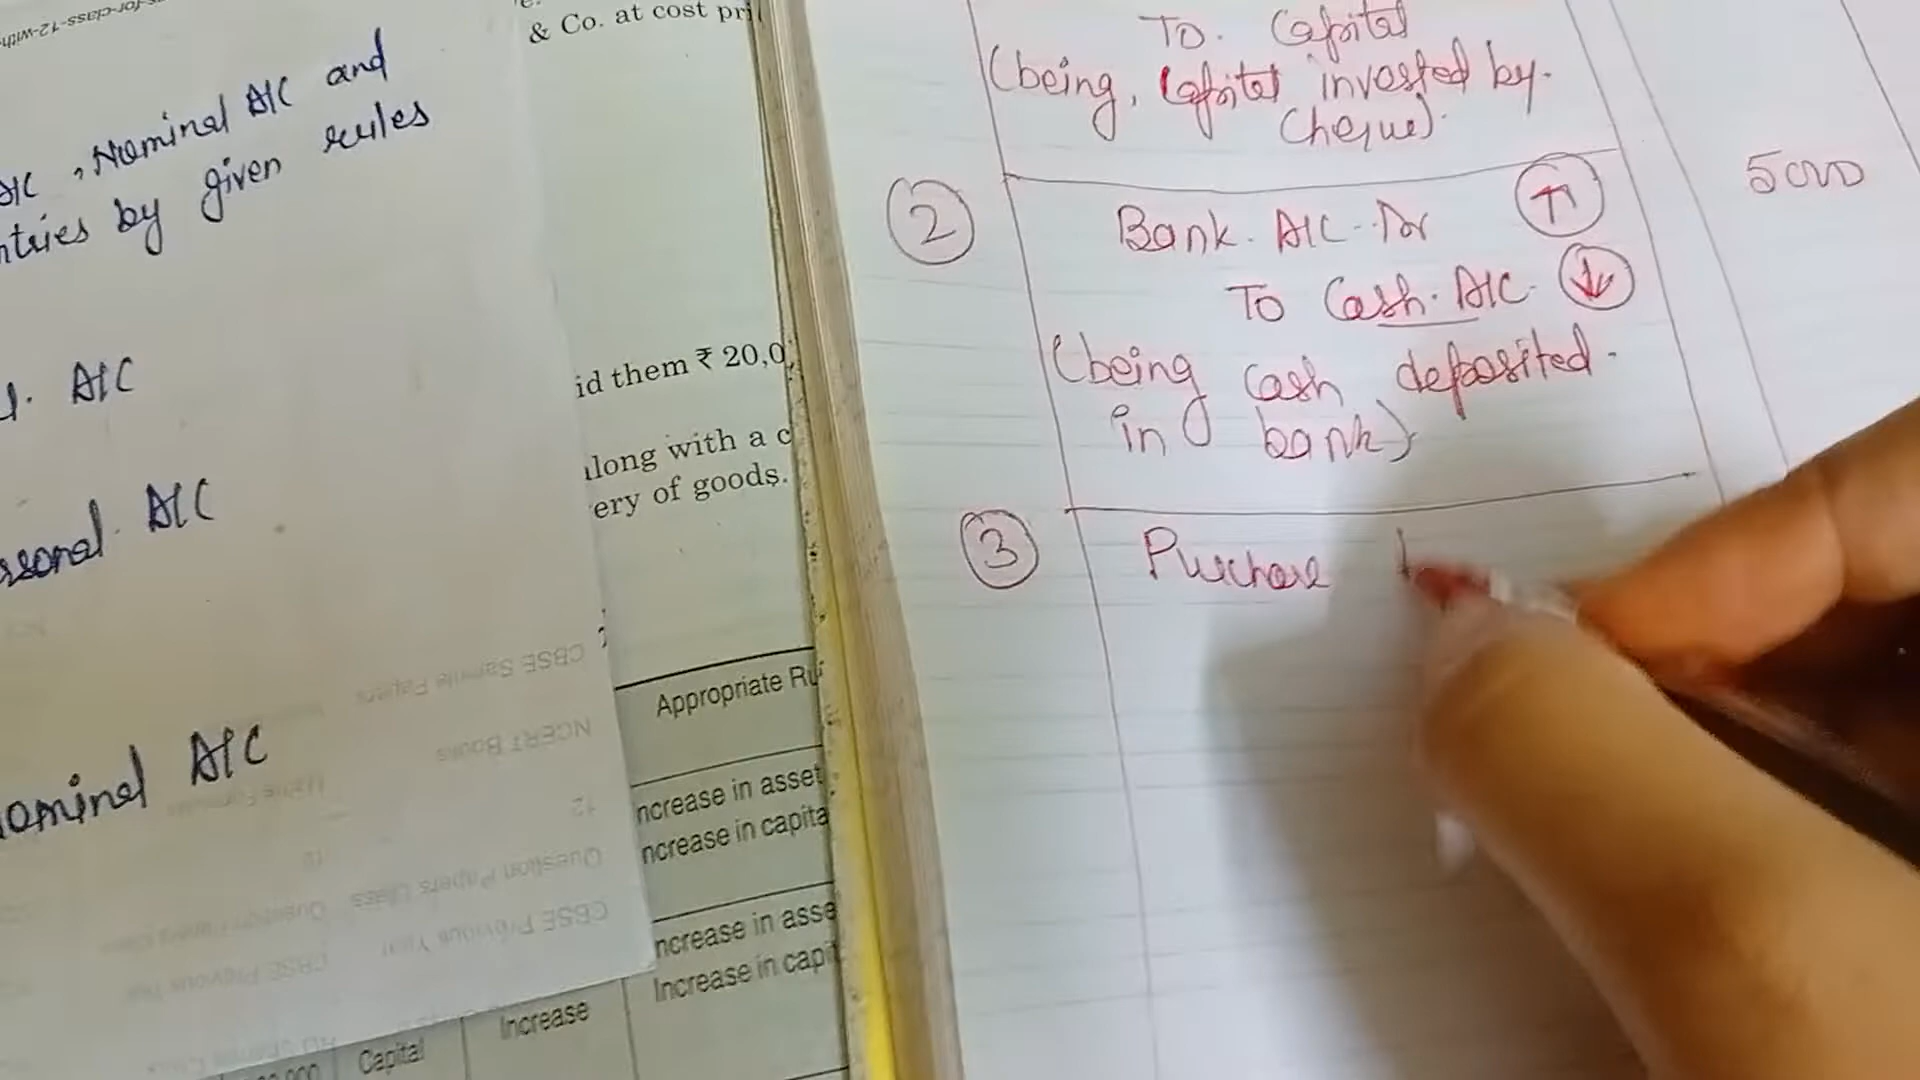 & Co. at cost pri
, Nominal A/C and
ntries by given rules
A/C
rsonal A/C
ominal A/C
id them ₹ 20,0
along with a c
ery of goods.
Appropriate Ru
ncrease in asset
ncrease in capita
ncrease in asse
Increase in capit
Capital
Increase
CBSE Sample Papers
NCERT Books
12
To. Capital
(being, Capital invested by.
Cheque).
2
Bank. A/C. Dr ↑
5000
To Cash. A/C. ↓
(being cash deposited.
in bank)
3
Purchase